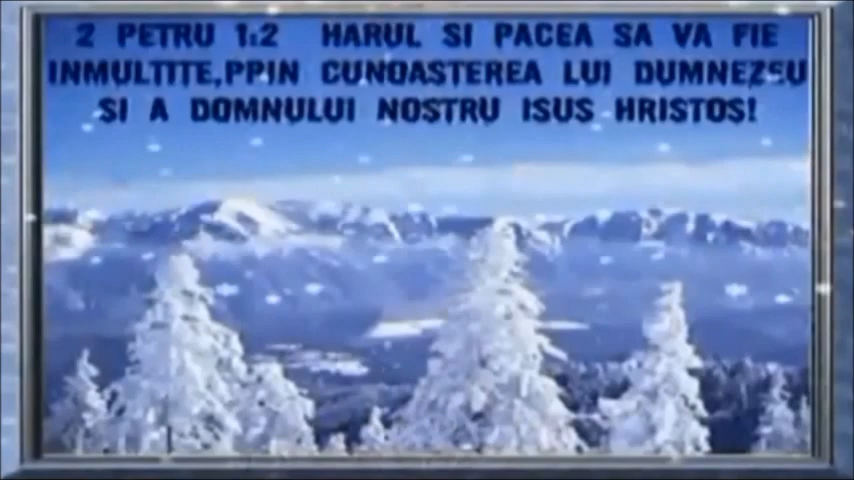 2 PETRU 1:2 HARUL SI PACEA SA VA FIE
INMULTITE,PPIN CUNOASTEREA LUI DUMNEZEU
SI A DOMNULUI NOSTRU ISUS HRISTOS!